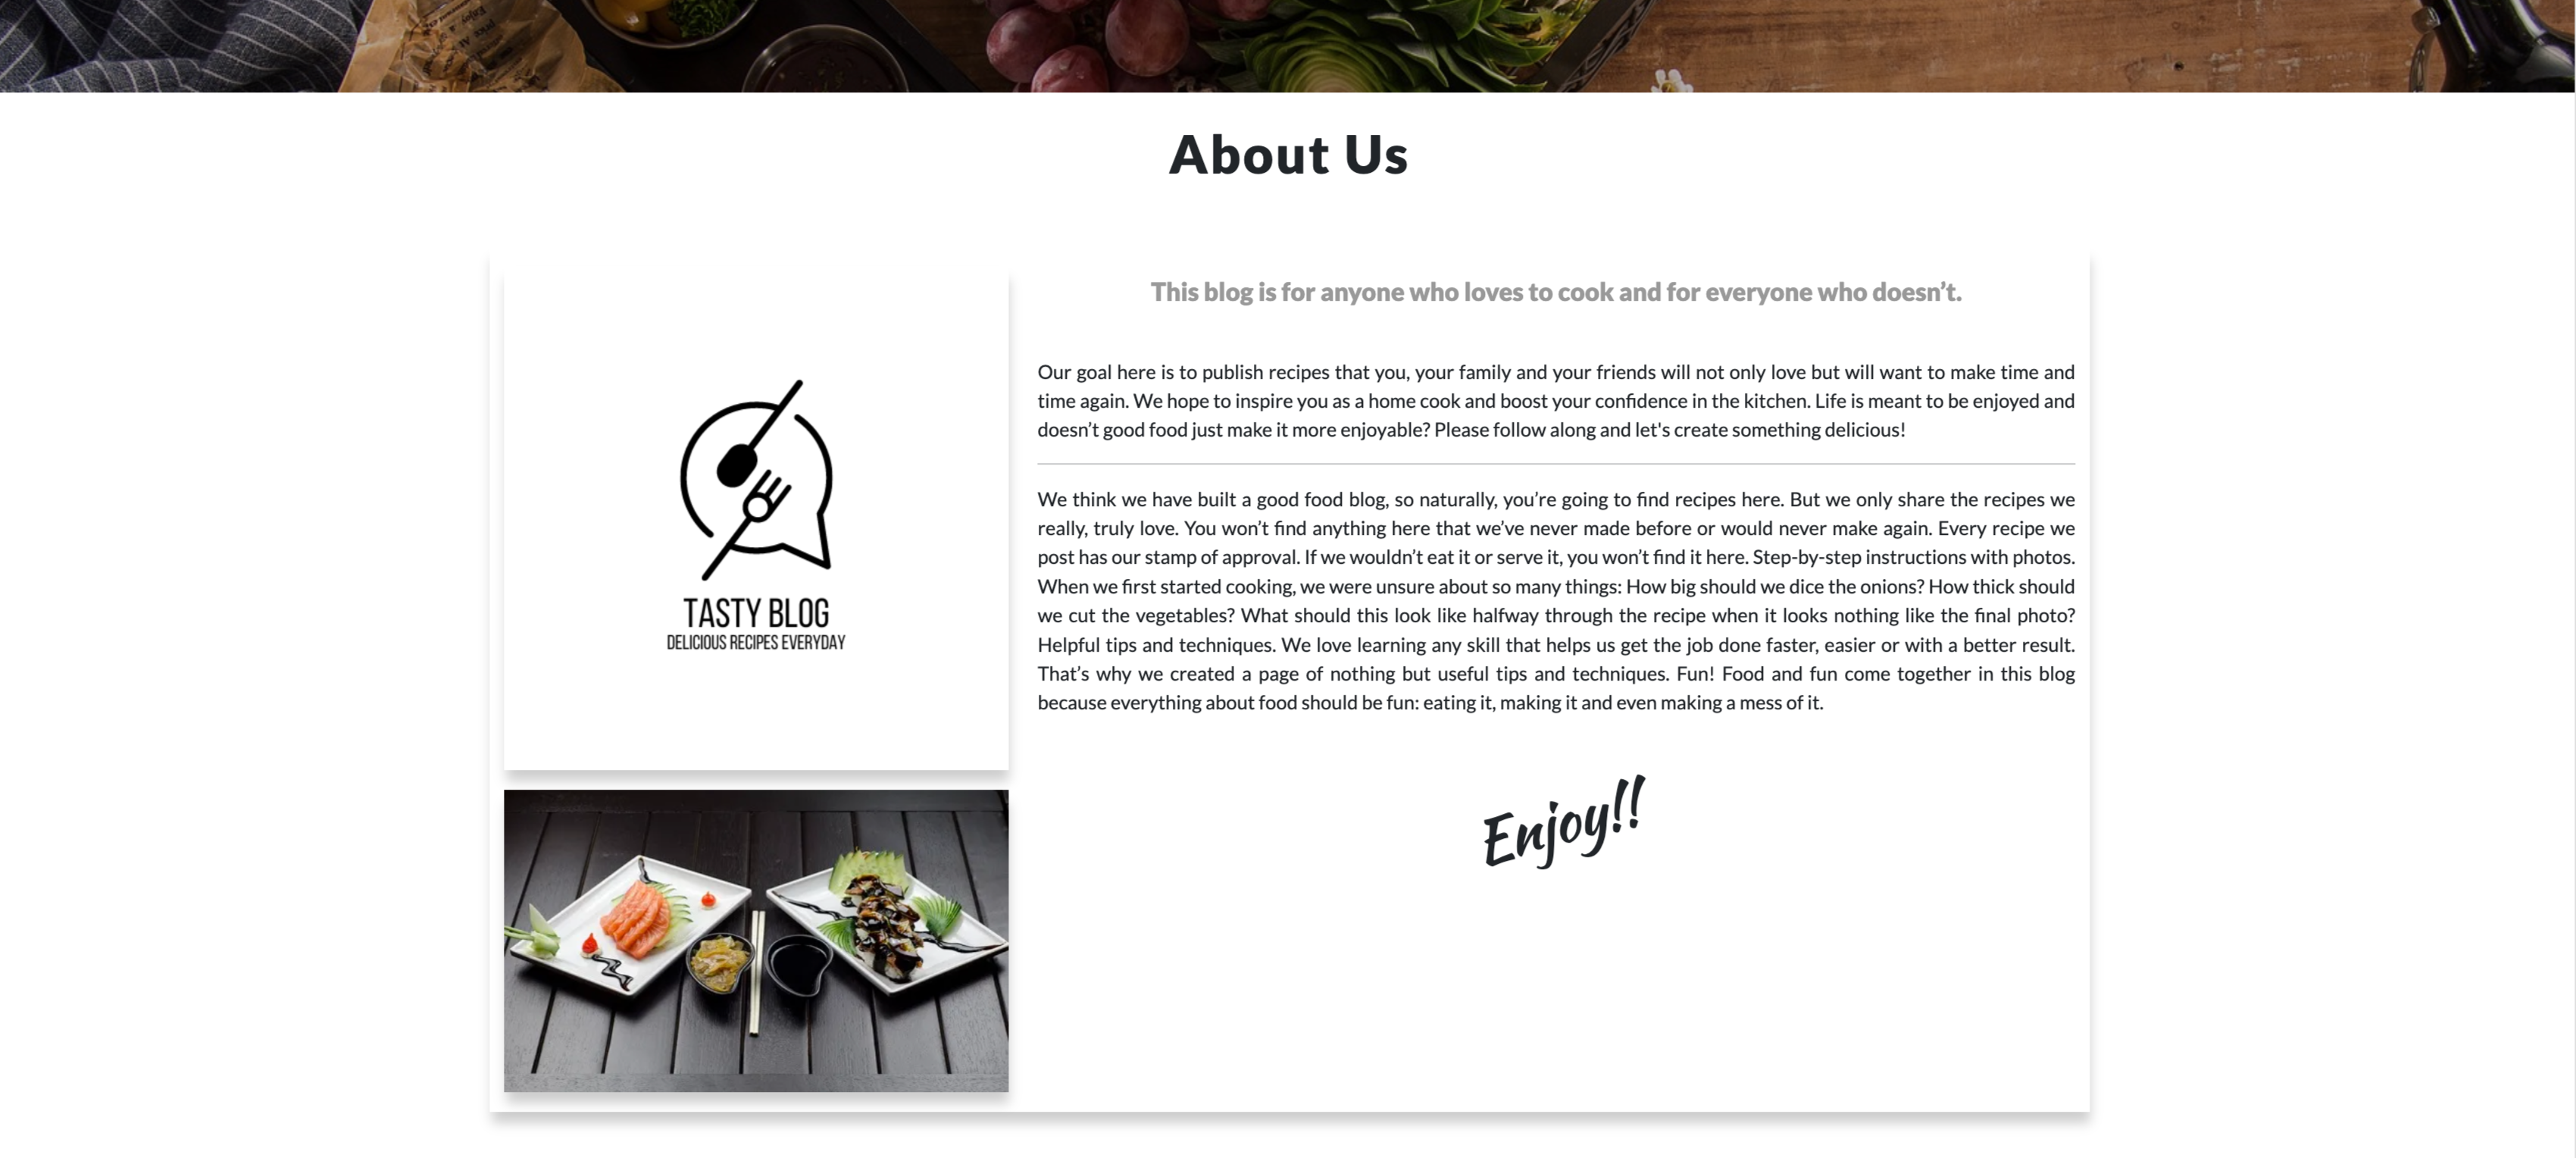 About Us
TASTY BLOG
DELICIOUS RECIPES EVERYDAY
This blog is for anyone who loves to cook and for everyone who doesn’t.
Our goal here is to publish recipes that you, your family and your friends will not only love but will want to make time and
time again. We hope to inspire you as a home cook and boost your confidence in the kitchen. Life is meant to be enjoyed and
doesn’t good food just make it more enjoyable? Please follow along and let's create something delicious!
We think we have built a good food blog, so naturally, you’re going to find recipes here. But we only share the recipes we
really, truly love. You won’t find anything here that we’ve never made before or would never make again. Every recipe we
post has our stamp of approval. If we wouldn’t eat it or serve it, you won’t find it here. Step-by-step instructions with photos.
When we first started cooking, we were unsure about so many things: How big should we dice the onions? How thick should
we cut the vegetables? What should this look like halfway through the recipe when it looks nothing like the final photo?
Helpful tips and techniques. We love learning any skill that helps us get the job done faster, easier or with a better result.
That’s why we created a page of nothing but useful tips and techniques. Fun! Food and fun come together in this blog
because everything about food should be fun: eating it, making it and even making a mess of it.
Enjoy!!